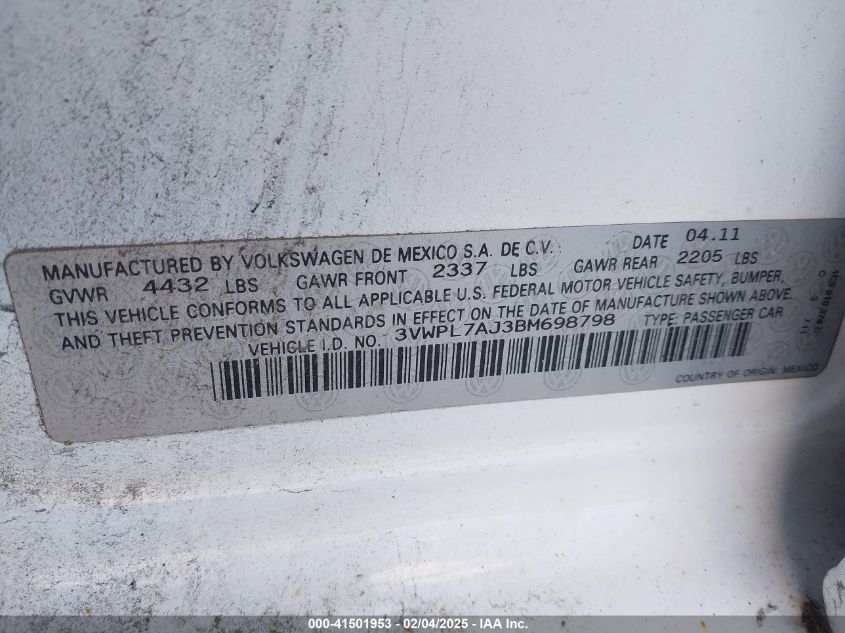 MANUFACTURED BY VOLKSWAGEN DE MEXICO S.A. DE C.V. DATE 04.11
GVWR 4432 LBS GAWR FRONT 2337 LBS GAWR REAR 2205 LBS
THIS VEHICLE CONFORMS TO ALL APPLICABLE U.S. FEDERAL MOTOR VEHICLE SAFETY, BUMPER,
AND THEFT PREVENTION STANDARDS IN EFFECT ON THE DATE OF MANUFACTURE SHOWN ABOVE.
VEHICLE I.D. NO. 3VWPL7AJ3BM698798 TYPE: PASSENGER CAR
COUNTRY OF ORIGIN: MEXICO
000-41501953 - 02/04/2025 - IAA Inc.